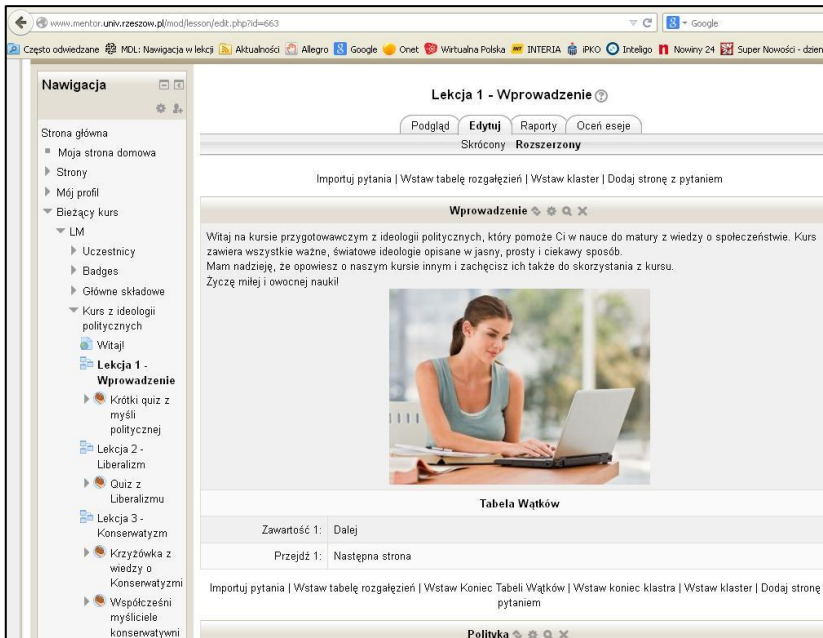 www.mentor.univ.rzeszow.pl/mod/lesson/edit.php?id=663
Google
Często odwiedzane MDL: Nawigacja w lekcji Aktualności Allegro Google Onet Wirtualna Polska INTERIA iPKO Inteligo Nowiny 24 Super Nowości - dzien
Nawigacja
Strona główna
Moja strona domowa
Strony
Mój profil
Bieżący kurs
LM
Uczestnicy
Badges
Główne składowe
Kurs z ideologii
politycznych
Witaj!
Lekcja 1 -
Wprowadzenie
Krótki quiz z
myśli
politycznej
Lekcja 2 -
Liberalizm
Quiz z
Liberalizmu
Lekcja 3 -
Konserwatyzm
Krzyżówka z
wiedzy o
Konserwatyzmi
Współcześni
myśliciele
konserwatywni
Lekcja 1 - Wprowadzenie
Podgląd Edytuj Raporty Oceń eseje
Skrócony Rozszerzony
Importuj pytania | Wstaw tabelę rozgałęzień | Wstaw klaster | Dodaj stronę z pytaniem
Wprowadzenie
Witaj na kursie przygotowawczym z ideologii politycznych, który pomoże Ci w nauce do matury z wiedzy o społeczeństwie. Kurs
zawiera wszystkie ważne, światowe ideologie opisane w jasny, prosty i ciekawy sposób.
Mam nadzieję, że opowiesz o naszym kursie innym i zachęcisz ich także do skorzystania z kursu.
Życzę miłej i owocnej nauki!
Tabela Wątków
Zawartość 1: Dalej
Przejdź 1: Następna strona
Importuj pytania | Wstaw tabelę rozgałęzień | Wstaw Koniec Tabeli Wątków | Wstaw koniec klastra | Wstaw klaster | Dodaj stronę
pytaniem
Polityka